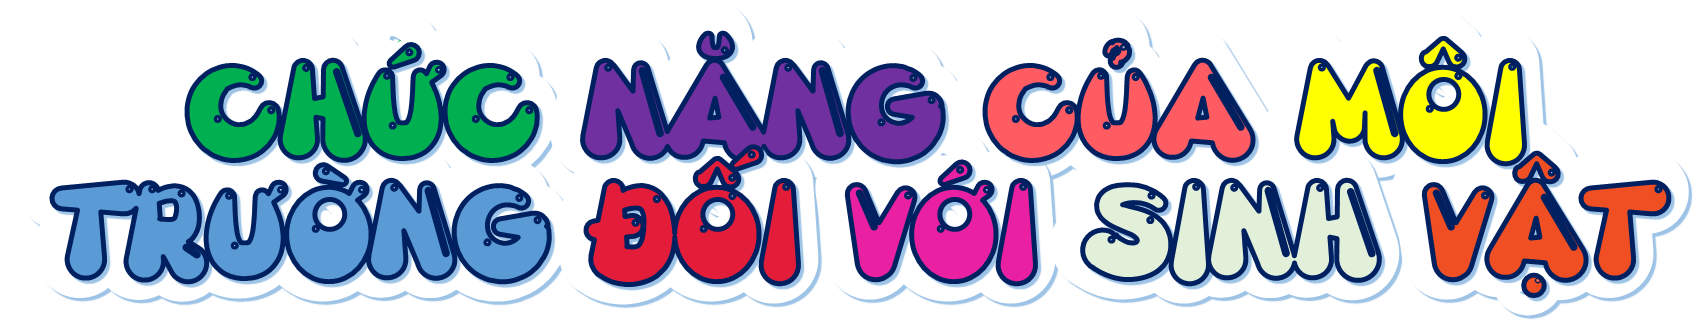 CHỨC NĂNG CỦA MÔI
TRƯỜNG ĐỐI VỚI SINH VẬT